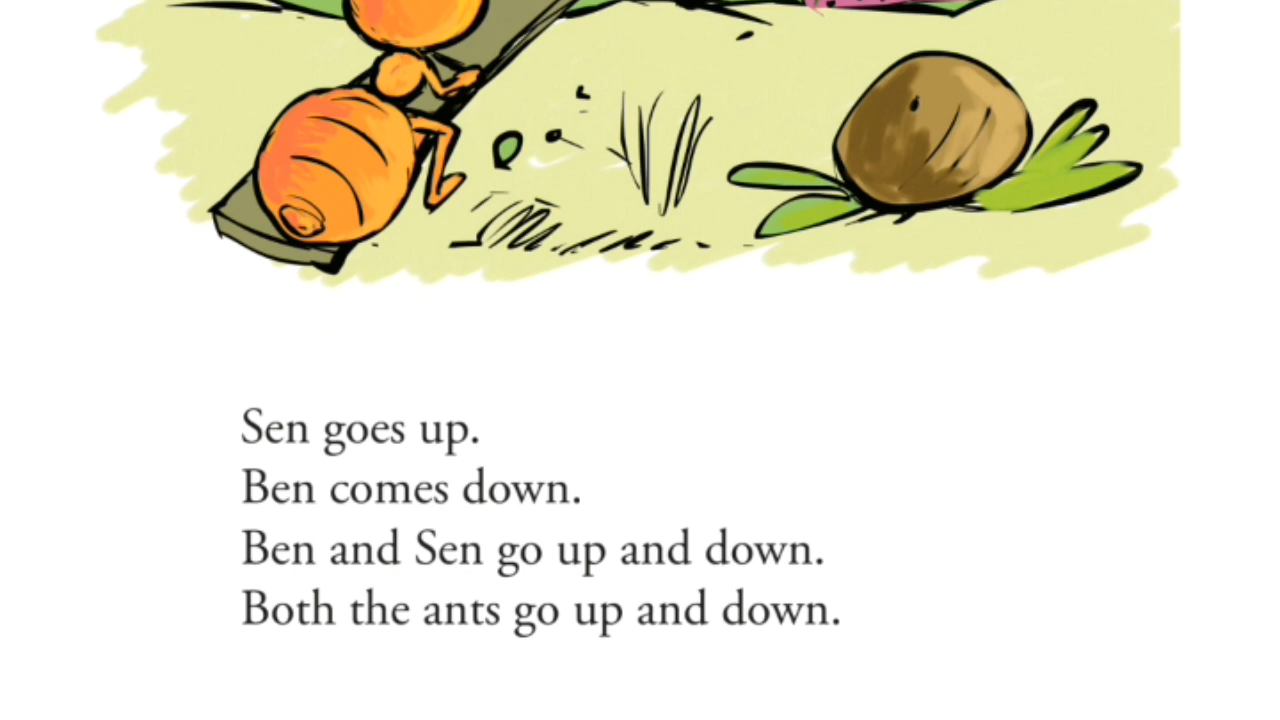 Sen goes up.
Ben comes down.
Ben and Sen go up and down.
Both the ants go up and down.